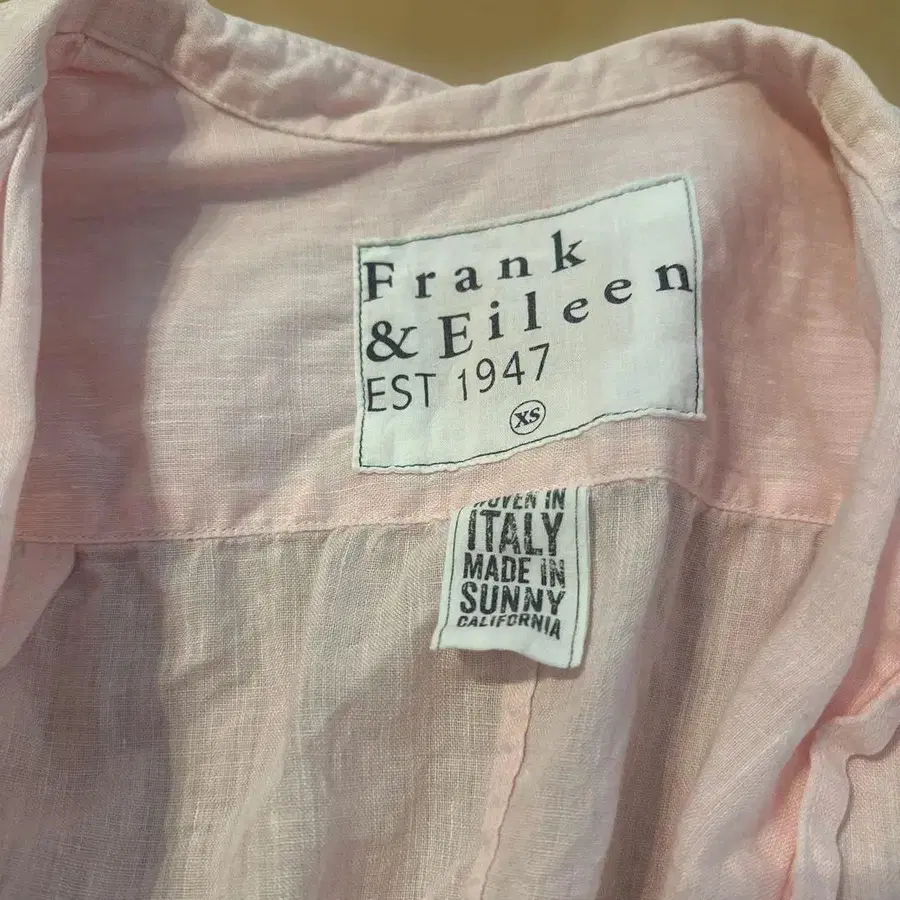 Frank
& Eileen
EST 1947
XS
WOVEN IN
ITALY
MADE IN
SUNNY
CALIFORNIA